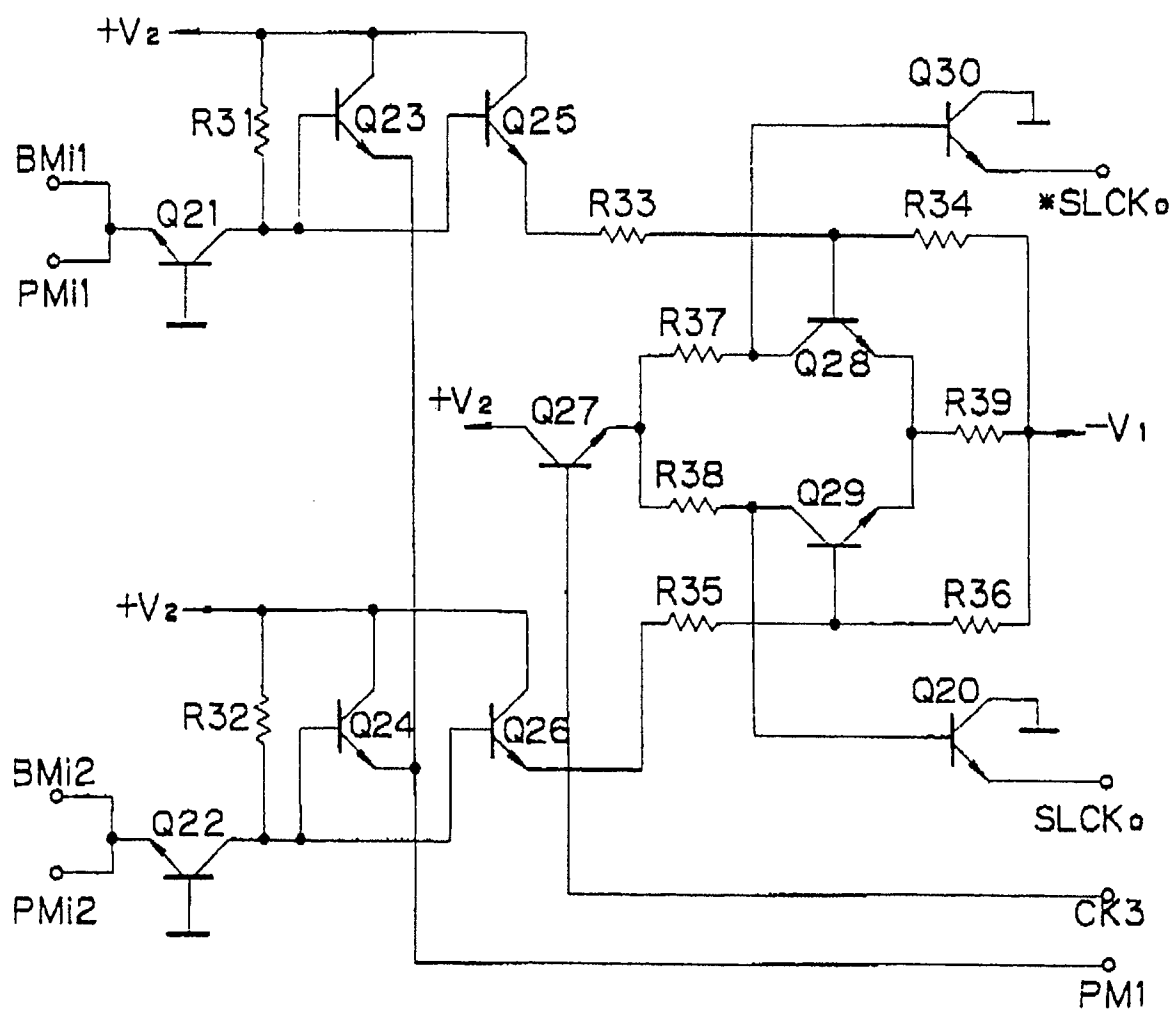 +V2
Q30
R31
Q23
Q25
BMi1
Q21
R33
R34
*SLCKo
PMi1
R37
Q28
+V2
Q27
R39
-V1
R38
Q29
+V2
R35
R36
R32
Q24
Q26
Q20
BMi2
Q22
SLCKo
PMi2
CK3
PM1